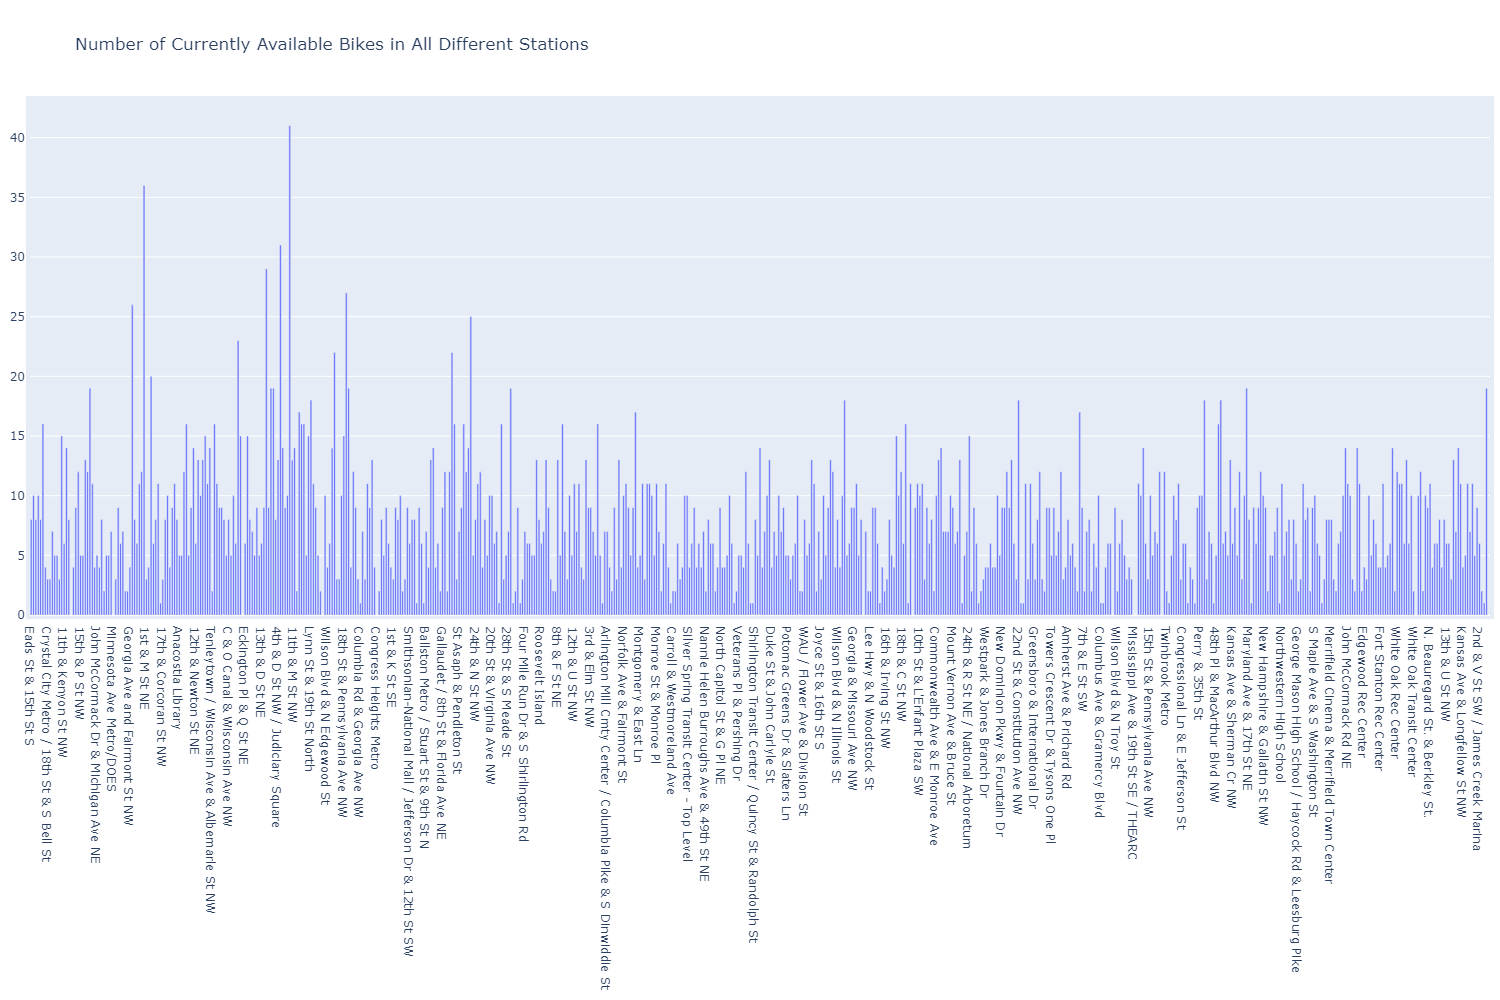 Number of Currently Available Bikes in All Different Stations
40
35
30
25
20
15
10
5
0
Eads St & 15th St S
Crystal City Metro / 18th St & S Bell St
11th & Kenyon St NW
15th & P St NW
John McCormack Dr & Michigan Ave NE
Minnesota Ave Metro/DOES
Georgia Ave and Fairmont St NW
1st & M St NE
17th & Corcoran St NW
Anacostia Library
12th & Newton St NE
Tenleytown / Wisconsin Ave & Albemarle St NW
C & O Canal & Wisconsin Ave NW
Eckington Pl & Q St NE
13th & D St NE
4th & D St NW / Judiciary Square
11th & M St NW
Lynn St & 19th St North
Wilson Blvd & N Edgewood St
18th St & Pennsylvania Ave NW
Columbia Rd & Georgia Ave NW
Congress Heights Metro
1st & K St SE
Smithsonian-National Mall / Jefferson Dr & 12th St SW
Ballston Metro / Stuart St & 9th St N
Gallaudet / 8th St & Florida Ave NE
St Asaph & Pendleton St
24th & N St NW
20th St & Virginia Ave NW
28th St & S Meade St
Four Mile Run Dr & S Shirlington Rd
Roosevelt Island
8th & F St NE
12th & U St NW
3rd & Elm St NW
Arlington Mill Cmnty Center / Columbia Pike & S Dinwiddie St
Norfolk Ave & Fairmont St
Montgomery & East Ln
Monroe St & Monroe Pl
Carroll & Westmoreland Ave
Silver Spring Transit Center - Top Level
Nannie Helen Burroughs Ave & 49th St NE
North Capitol St & G Pl NE
Veterans Pl & Pershing Dr
Shirlington Transit Center / Quincy St & Randolph St
Duke St & John Carlyle St
Potomac Greens Dr & Slaters Ln
WAU / Flower Ave & Division St
Joyce St & 16th St S
Wilson Blvd & N Illinois St
Georgia & Missouri Ave NW
Lee Hwy & N Woodstock St
16th & Irving St NW
18th & C St NW
10th St & L'Enfant Plaza SW
Commonwealth Ave & E Monroe Ave
Mount Vernon Ave & Bruce St
24th & R St NE / National Arboretum
Westpark & Jones Branch Dr
New Dominion Pkwy & Fountain Dr
22nd St & Constitution Ave NW
Greensboro & International Dr
Towers Crescent Dr & Tysons One Pl
Amherst Ave & Prichard Rd
7th & E St SW
Columbus Ave & Gramercy Blvd
Wilson Blvd & N Troy St
Mississippi Ave & 19th St SE / THEARC
15th St & Pennsylvania Ave NW
Twinbrook Metro
Congressional Ln & E Jefferson St
Perry & 35th St
48th Pl & MacArthur Blvd NW
Kansas Ave & Sherman Cr NW
Maryland Ave & 17th St NE
New Hampshire & Gallatin St NW
Northwestern High School
George Mason High School / Haycock Rd & Leesburg Pike
S Maple Ave & S Washington St
Merrifield Cinema & Merrifield Town Center
John McCormack Rd NE
Edgewood Rec Center
Fort Stanton Rec Center
White Oak Rec Center
White Oak Transit Center
N. Beauregard St. & Berkley St.
13th & U St NW
Kansas Ave & Longfellow St NW
2nd & V St SW / James Creek Marina